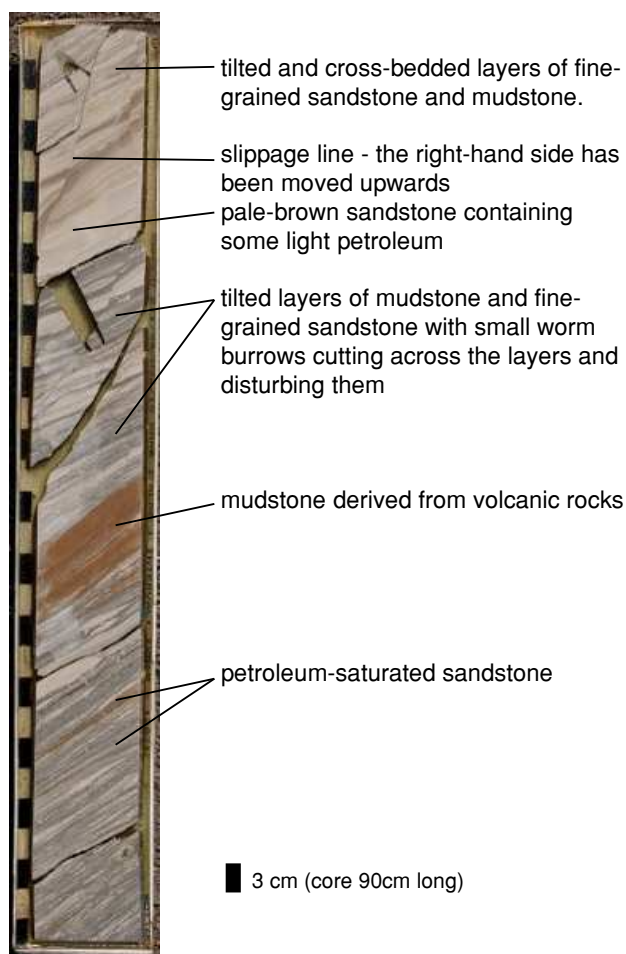 tilted and cross-bedded layers of fine-
grained sandstone and mudstone.
slippage line - the right-hand side has
been moved upwards
pale-brown sandstone containing
some light petroleum
tilted layers of mudstone and fine-
grained sandstone with small worm
burrows cutting across the layers and
disturbing them
mudstone derived from volcanic rocks
petroleum-saturated sandstone
3 cm (core 90cm long)